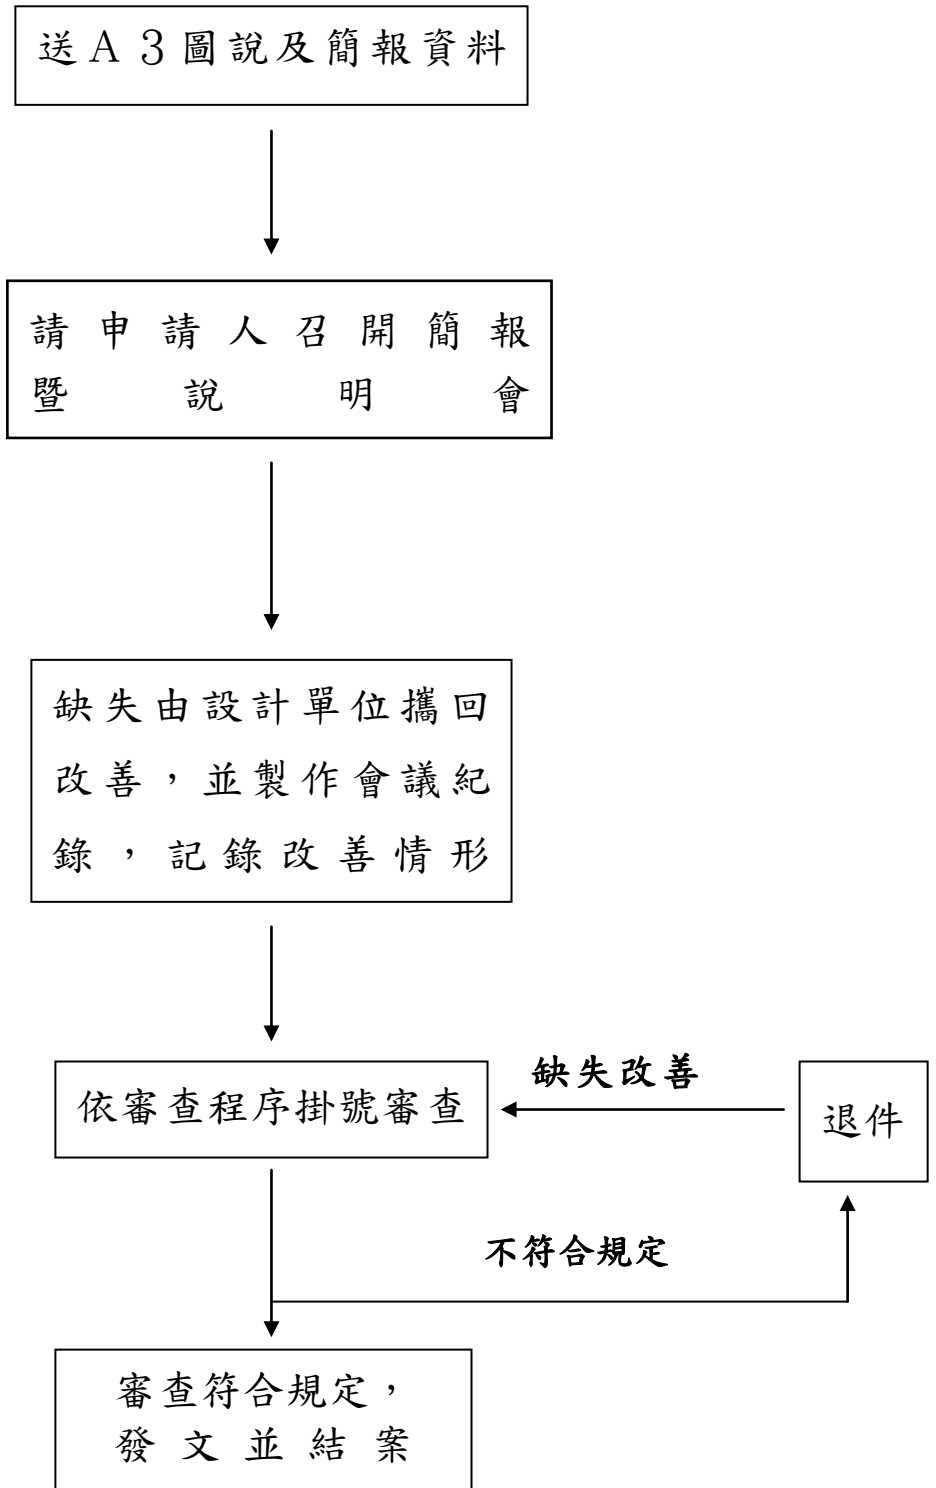 送A3圖說及簡報資料
請申請人召開簡報
暨說明會
缺失由設計單位攜回
改善，並製作會議紀
錄，記錄改善情形
依審查程序掛號審查
缺失改善
退件
不符合規定
審查符合規定，
發文並結案